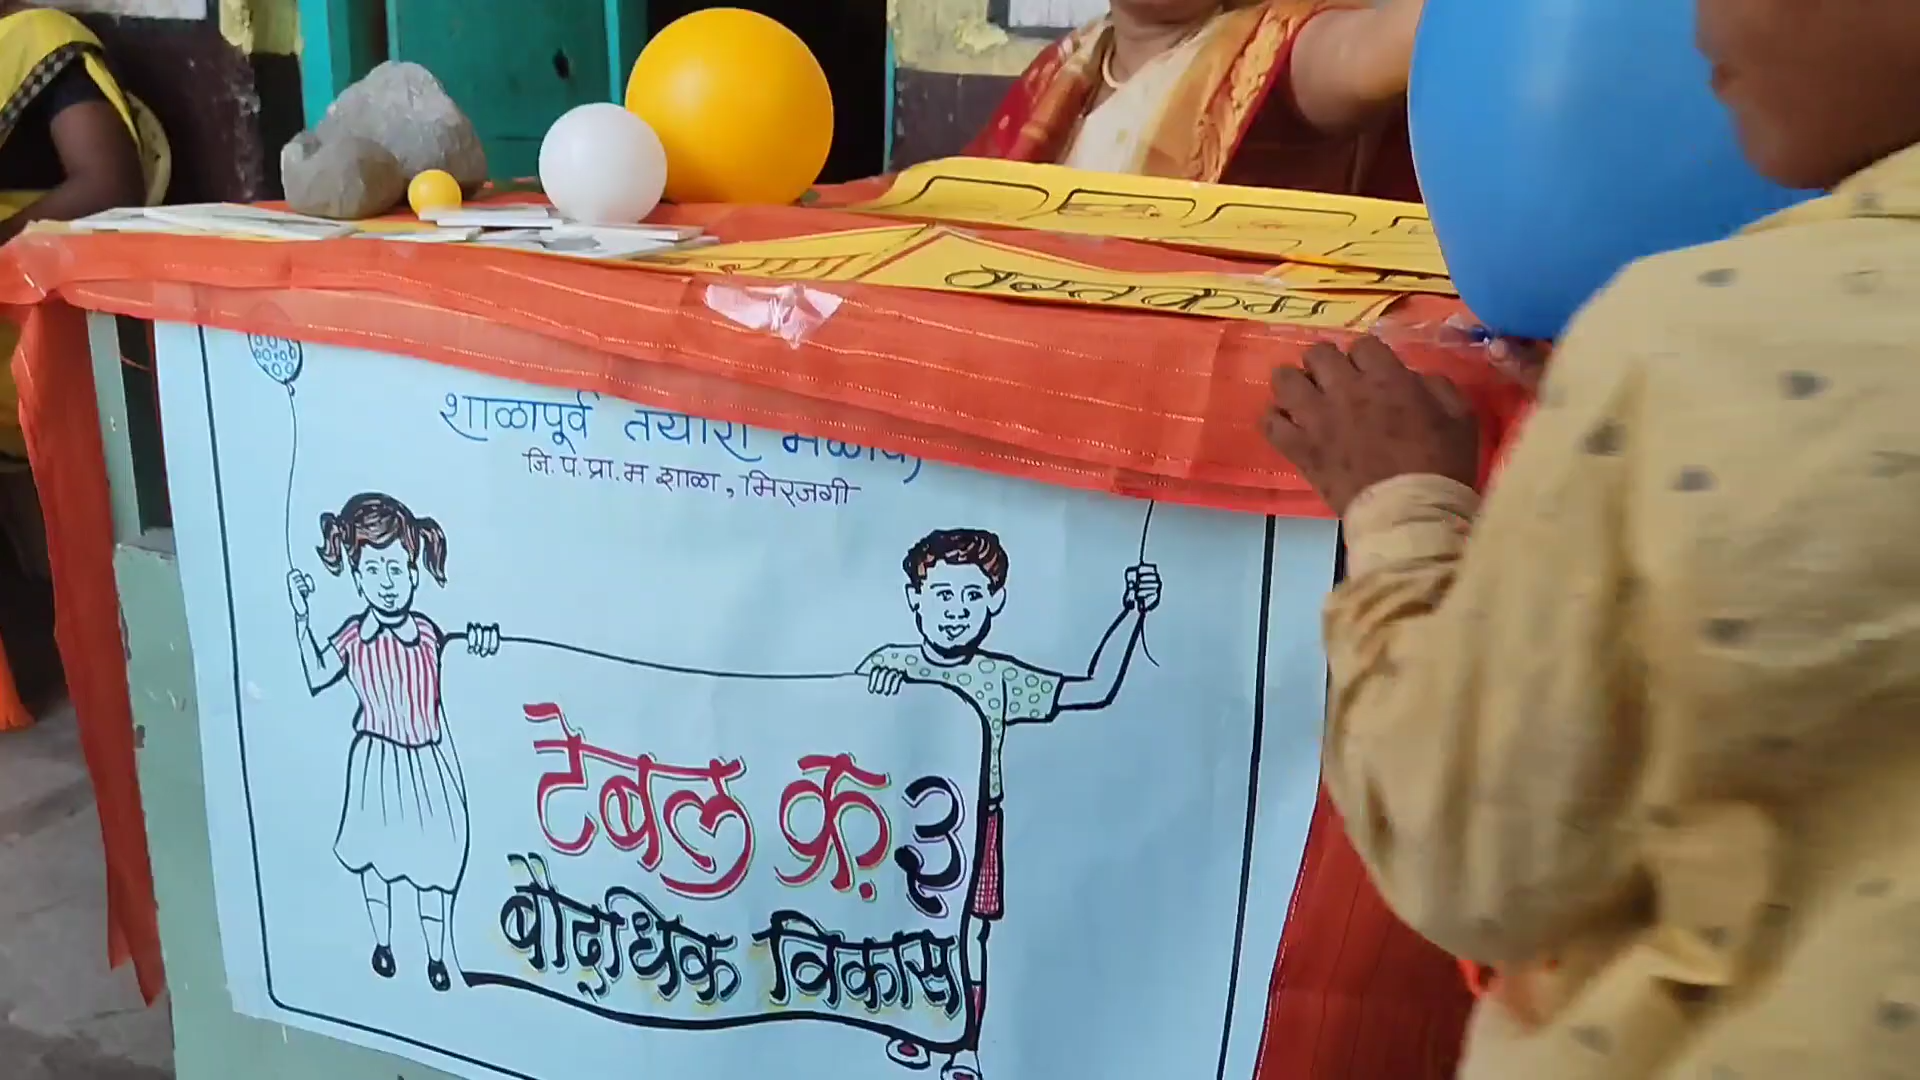 शाळापूर्व तयारी मेळावा
जि.प.प्रा.म शाळा, मिरजगी
टेबल क्रं ३
बौद्धिक विकास